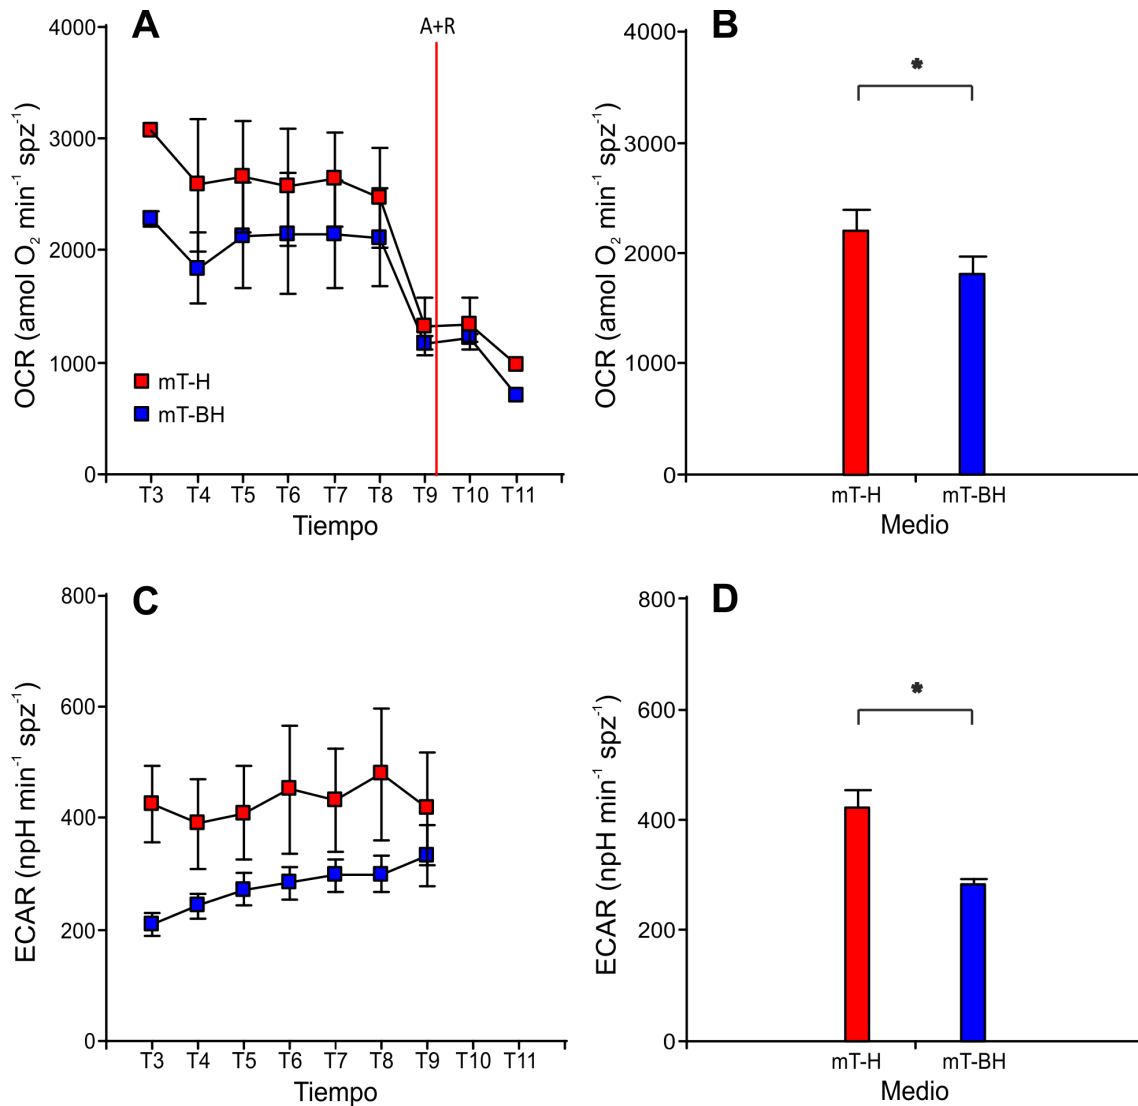 A
A+R
4000
3000
2000
1000
0
OCR (amol O₂ min⁻¹ spz⁻¹)
mT-H
mT-BH
T3 T4 T5 T6 T7 T8 T9 T10 T11
Tiempo
B
4000
3000
2000
1000
0
OCR (amol O₂ min⁻¹ spz⁻¹)
*
mT-H mT-BH
Medio
C
800
600
400
200
0
ECAR (npH min⁻¹ spz⁻¹)
T3 T4 T5 T6 T7 T8 T9 T10 T11
Tiempo
D
800
600
400
200
0
ECAR (npH min⁻¹ spz⁻¹)
*
mT-H mT-BH
Medio